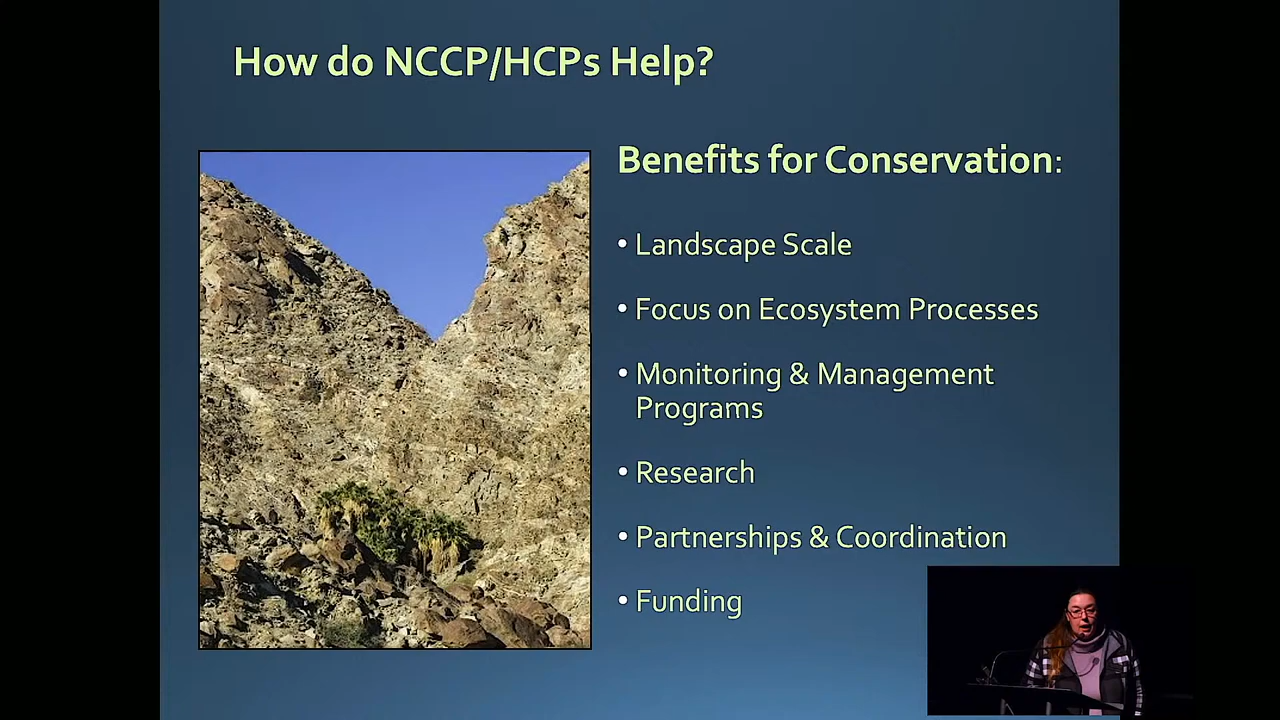 How do NCCP/HCPs Help?
Benefits for Conservation:
• Landscape Scale
• Focus on Ecosystem Processes
• Monitoring & Management
Programs
• Research
• Partnerships & Coordination
• Funding